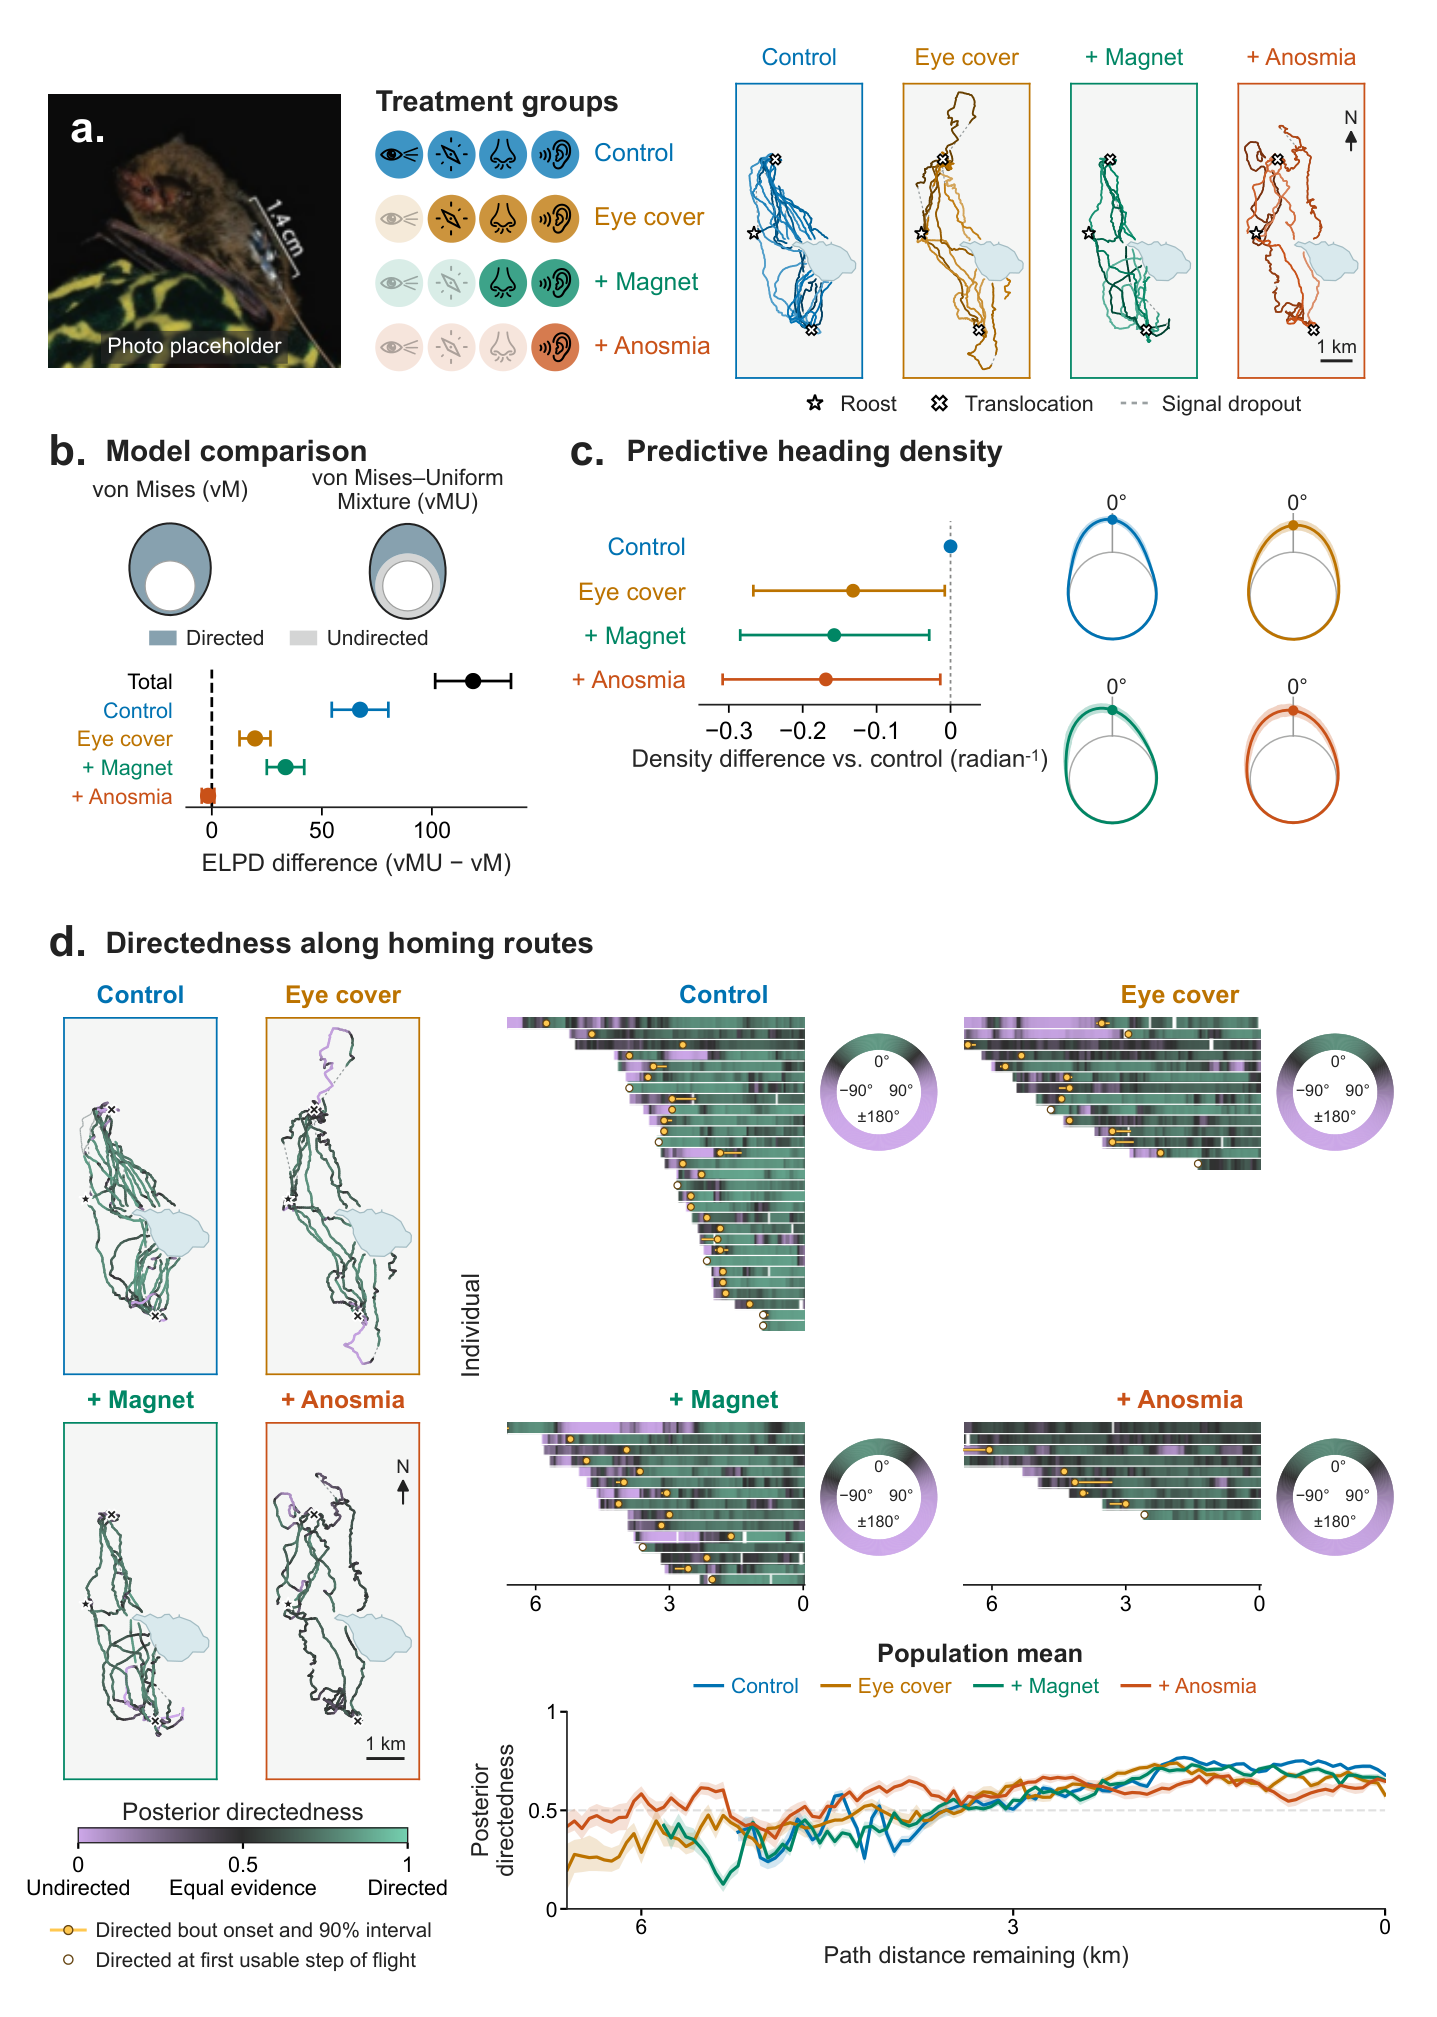 a.
1.4 cm
Photo placeholder
Treatment groups
Control
Eye cover
+ Magnet
+ Anosmia
Control
Eye cover
+ Magnet
+ Anosmia
N
1 km
Roost
Translocation
Signal dropout
b. Model comparison
von Mises (vM)
von Mises–Uniform
Mixture (vMU)
Directed
Undirected
Total
Control
Eye cover
+ Magnet
+ Anosmia
0
50
100
ELPD difference (vMU − vM)
c. Predictive heading density
Control
Eye cover
+ Magnet
+ Anosmia
−0.3
−0.2
−0.1
0
Density difference vs. control (radian⁻¹)
0°
0°
0°
0°
d. Directedness along homing routes
Control
Eye cover
+ Magnet
+ Anosmia
N
1 km
Posterior directedness
0
0.5
1
Undirected
Equal evidence
Directed
Directed bout onset and 90% interval
Directed at first usable step of flight
Individual
Control
0°
−90°
90°
±180°
Eye cover
0°
−90°
90°
±180°
+ Magnet
0°
−90°
90°
±180°
6
3
0
+ Anosmia
0°
−90°
90°
±180°
6
3
0
Population mean
Control
Eye cover
+ Magnet
+ Anosmia
Posterior
directedness
1
0.5
0
6
3
0
Path distance remaining (km)